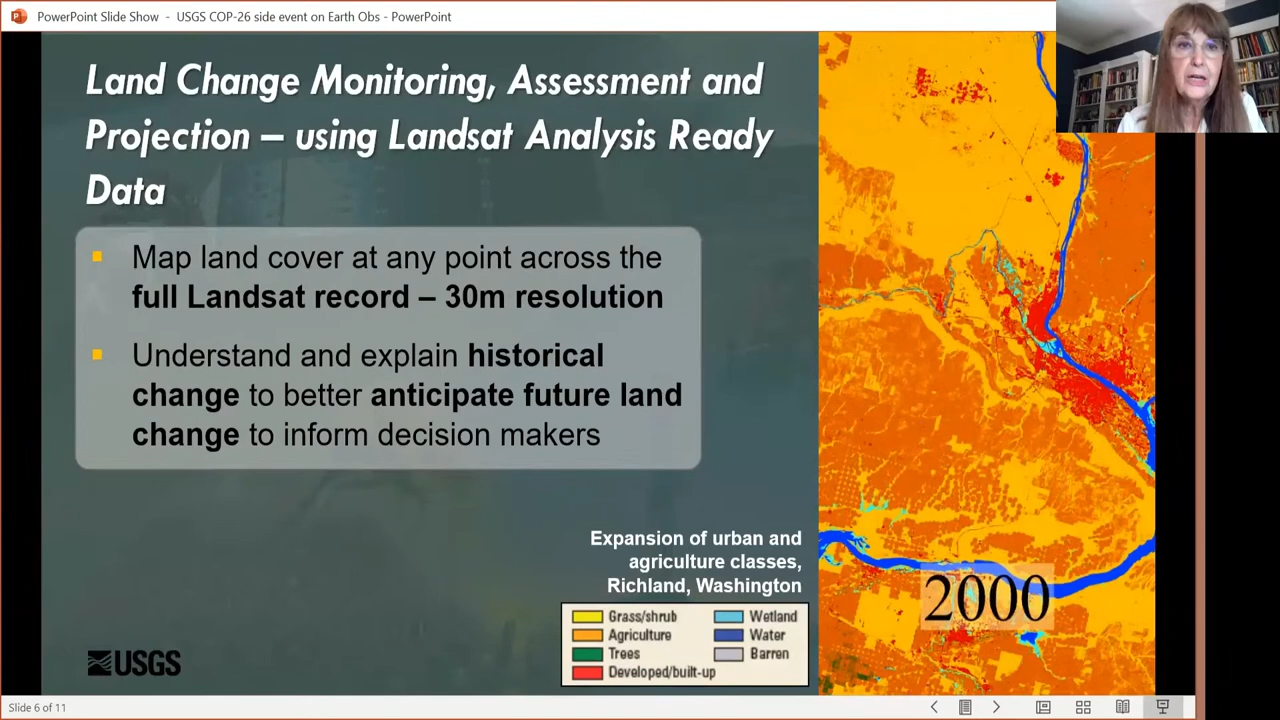 PowerPoint Slide Show - USGS COP-26 side event on Earth Obs - PowerPoint
Land Change Monitoring, Assessment and
Projection – using Landsat Analysis Ready
Data
▪ Map land cover at any point across the
full Landsat record – 30m resolution
▪ Understand and explain historical
change to better anticipate future land
change to inform decision makers
Expansion of urban and
agriculture classes,
Richland, Washington
Grass/shrub
Agriculture
Trees
Developed/built-up
Wetland
Water
Barren
2000
USGS
Slide 6 of 11